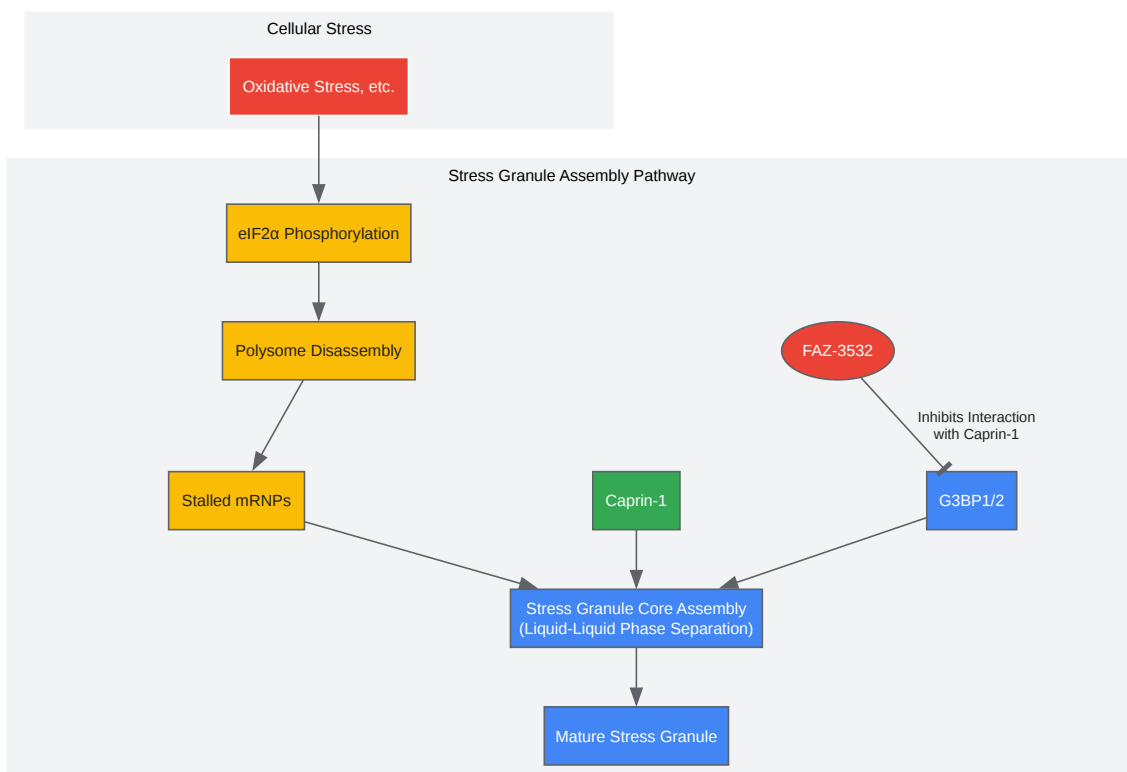 Cellular Stress
Oxidative Stress, etc.
Stress Granule Assembly Pathway
eIF2α Phosphorylation
Polysome Disassembly
FAZ-3532
Inhibits Interaction
with Caprin-1
Stalled mRNPs
Caprin-1
G3BP1/2
Stress Granule Core Assembly
(Liquid-Liquid Phase Separation)
Mature Stress Granule